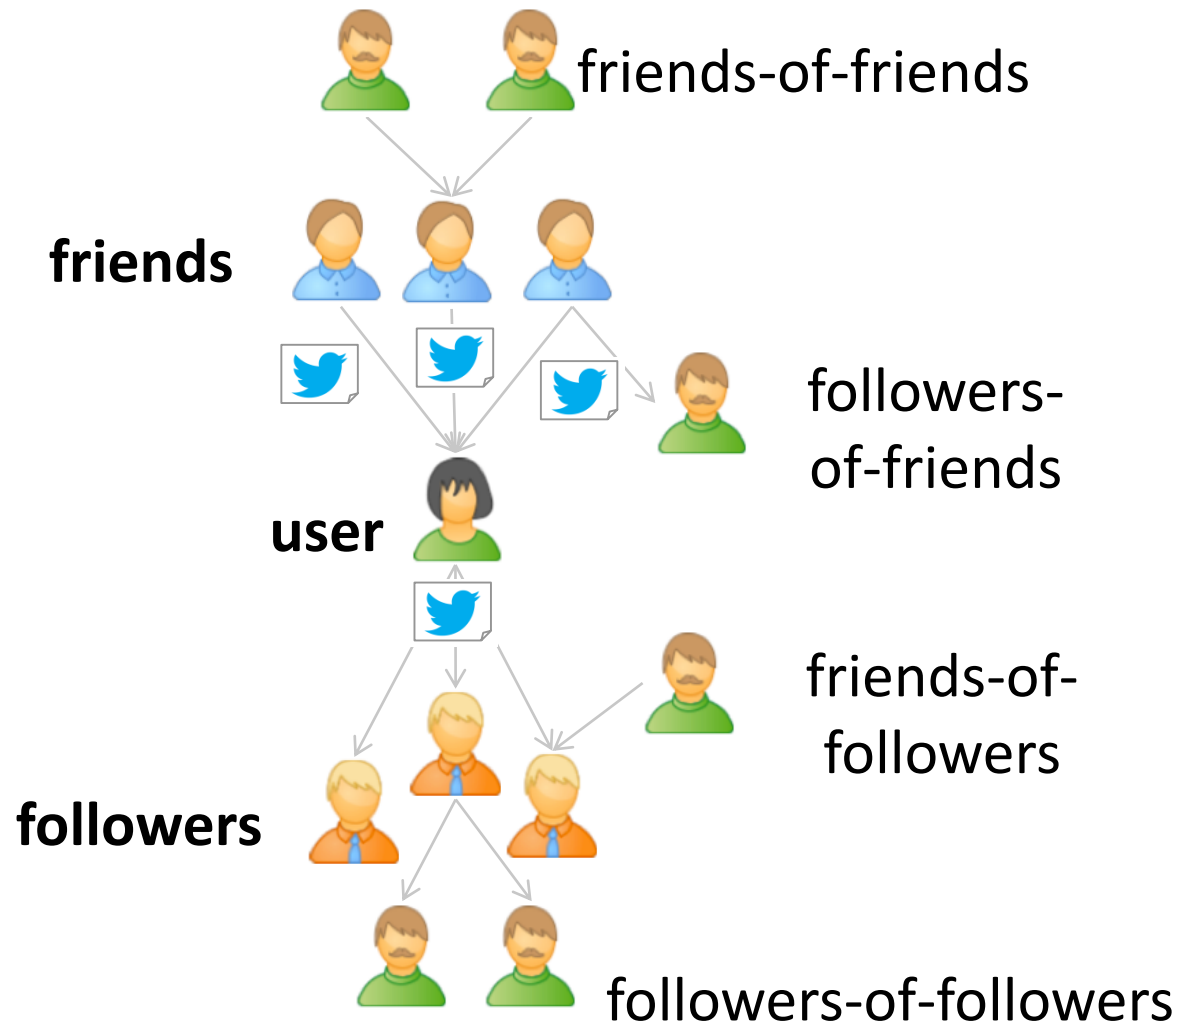 friends-of-friends
friends
followers-
of-friends
user
friends-of-
followers
followers
followers-of-followers